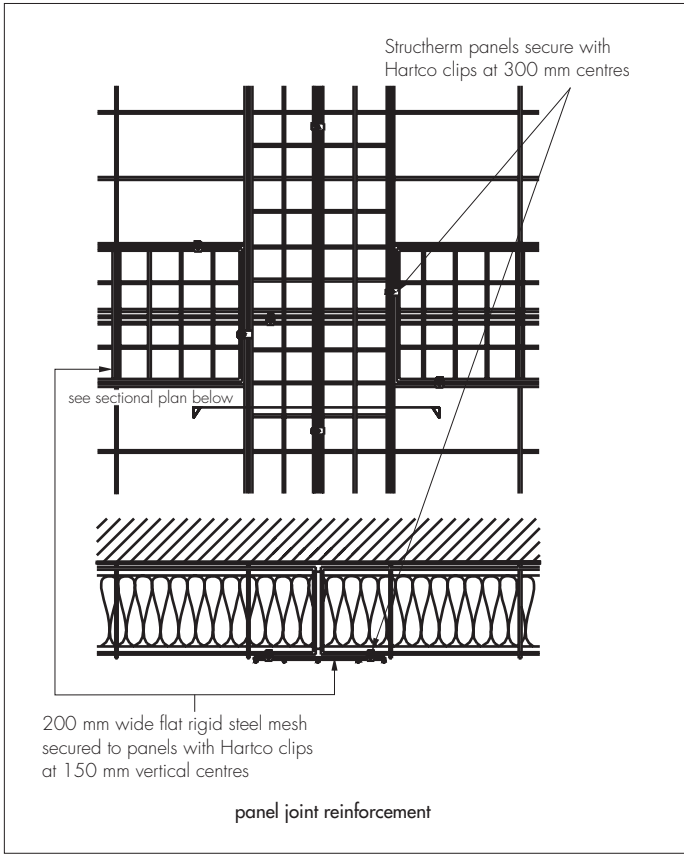 Structherm panels secure with
Hartco clips at 300 mm centres
see sectional plan below
200 mm wide flat rigid steel mesh
secured to panels with Hartco clips
at 150 mm vertical centres
panel joint reinforcement